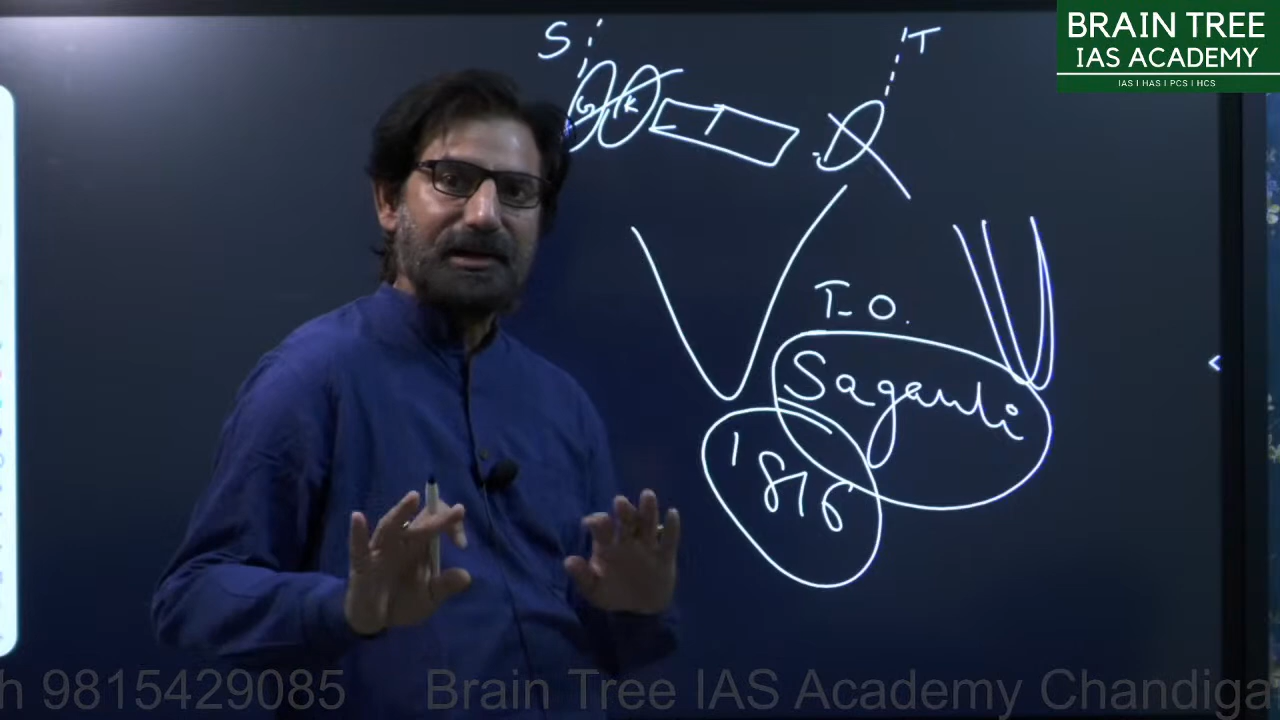 BRAIN TREE
IAS ACADEMY
IAS I HAS I PCS I HCS
S
T
G K
T-O.
Sagauli
1816
h 9815429085 Brain Tree IAS Academy Chandiga